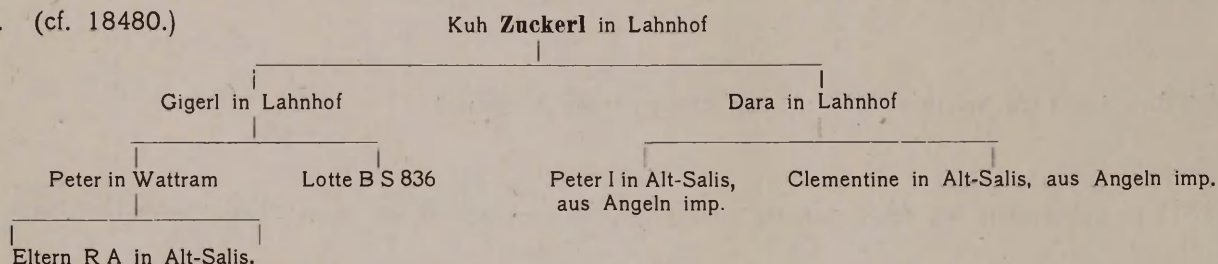 . (cf. 18480.)
Kuh Zuckerl in Lahnhof
Gigerl in Lahnhof
Dara in Lahnhof
Peter in Wattram
Lotte B S 836
Peter I in Alt-Salis,
aus Angeln imp.
Clementine in Alt-Salis, aus Angeln imp.
Eltern R A in Alt-Salis.